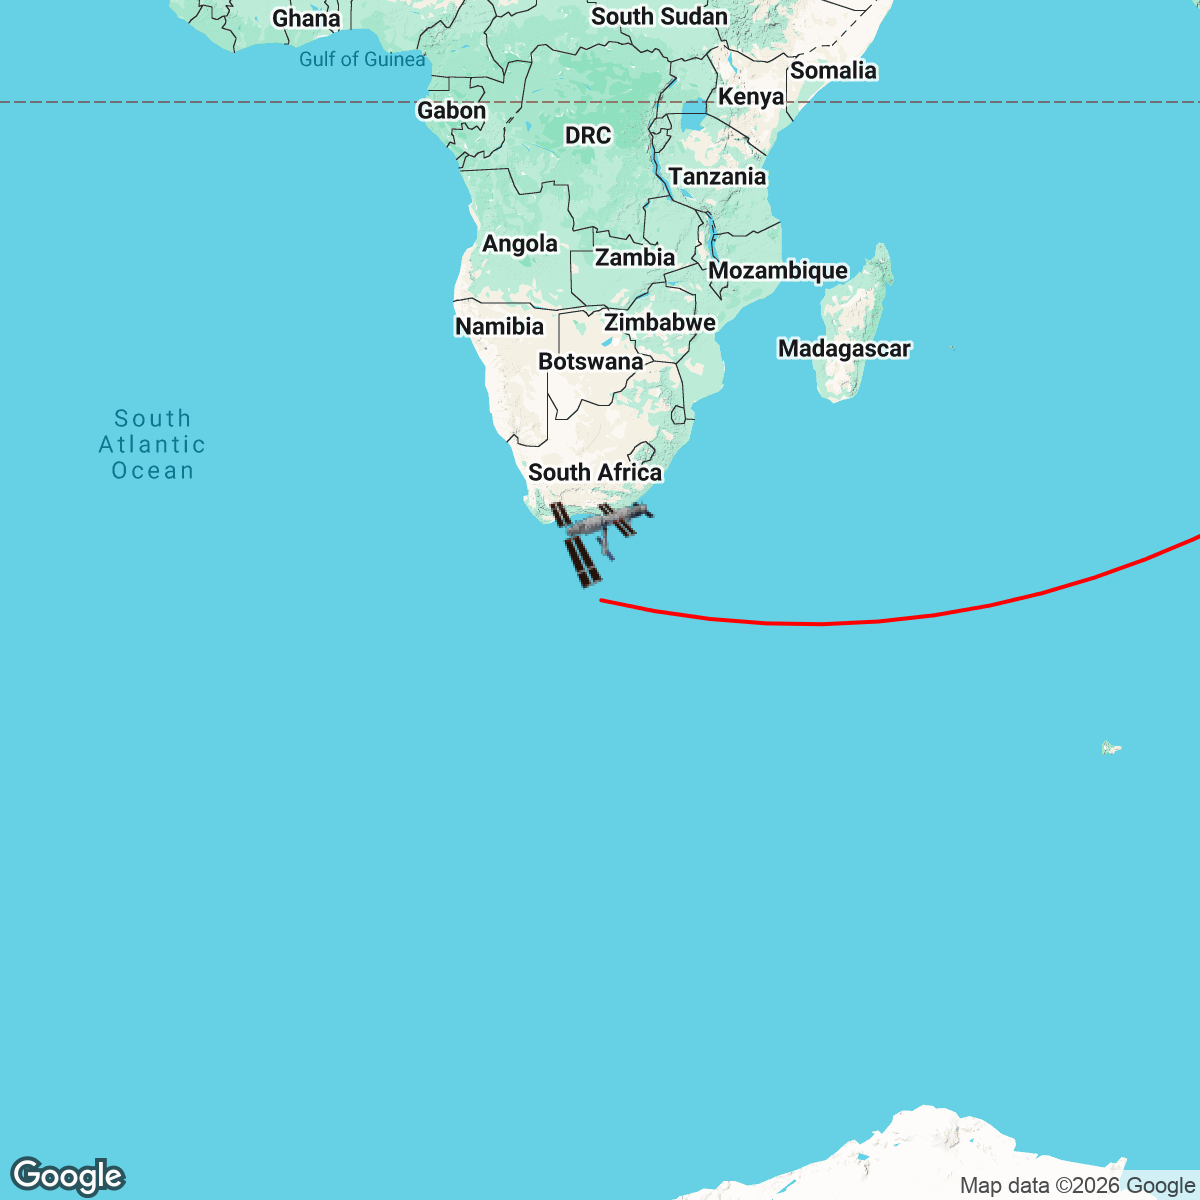 Ghana
South Sudan
Gulf of Guinea
Somalia
Kenya
Gabon
DRC
Tanzania
Angola
Zambia
Mozambique
Namibia
Zimbabwe
Madagascar
Botswana
South
Atlantic
Ocean
South Africa
Google
Map data ©2026 Google